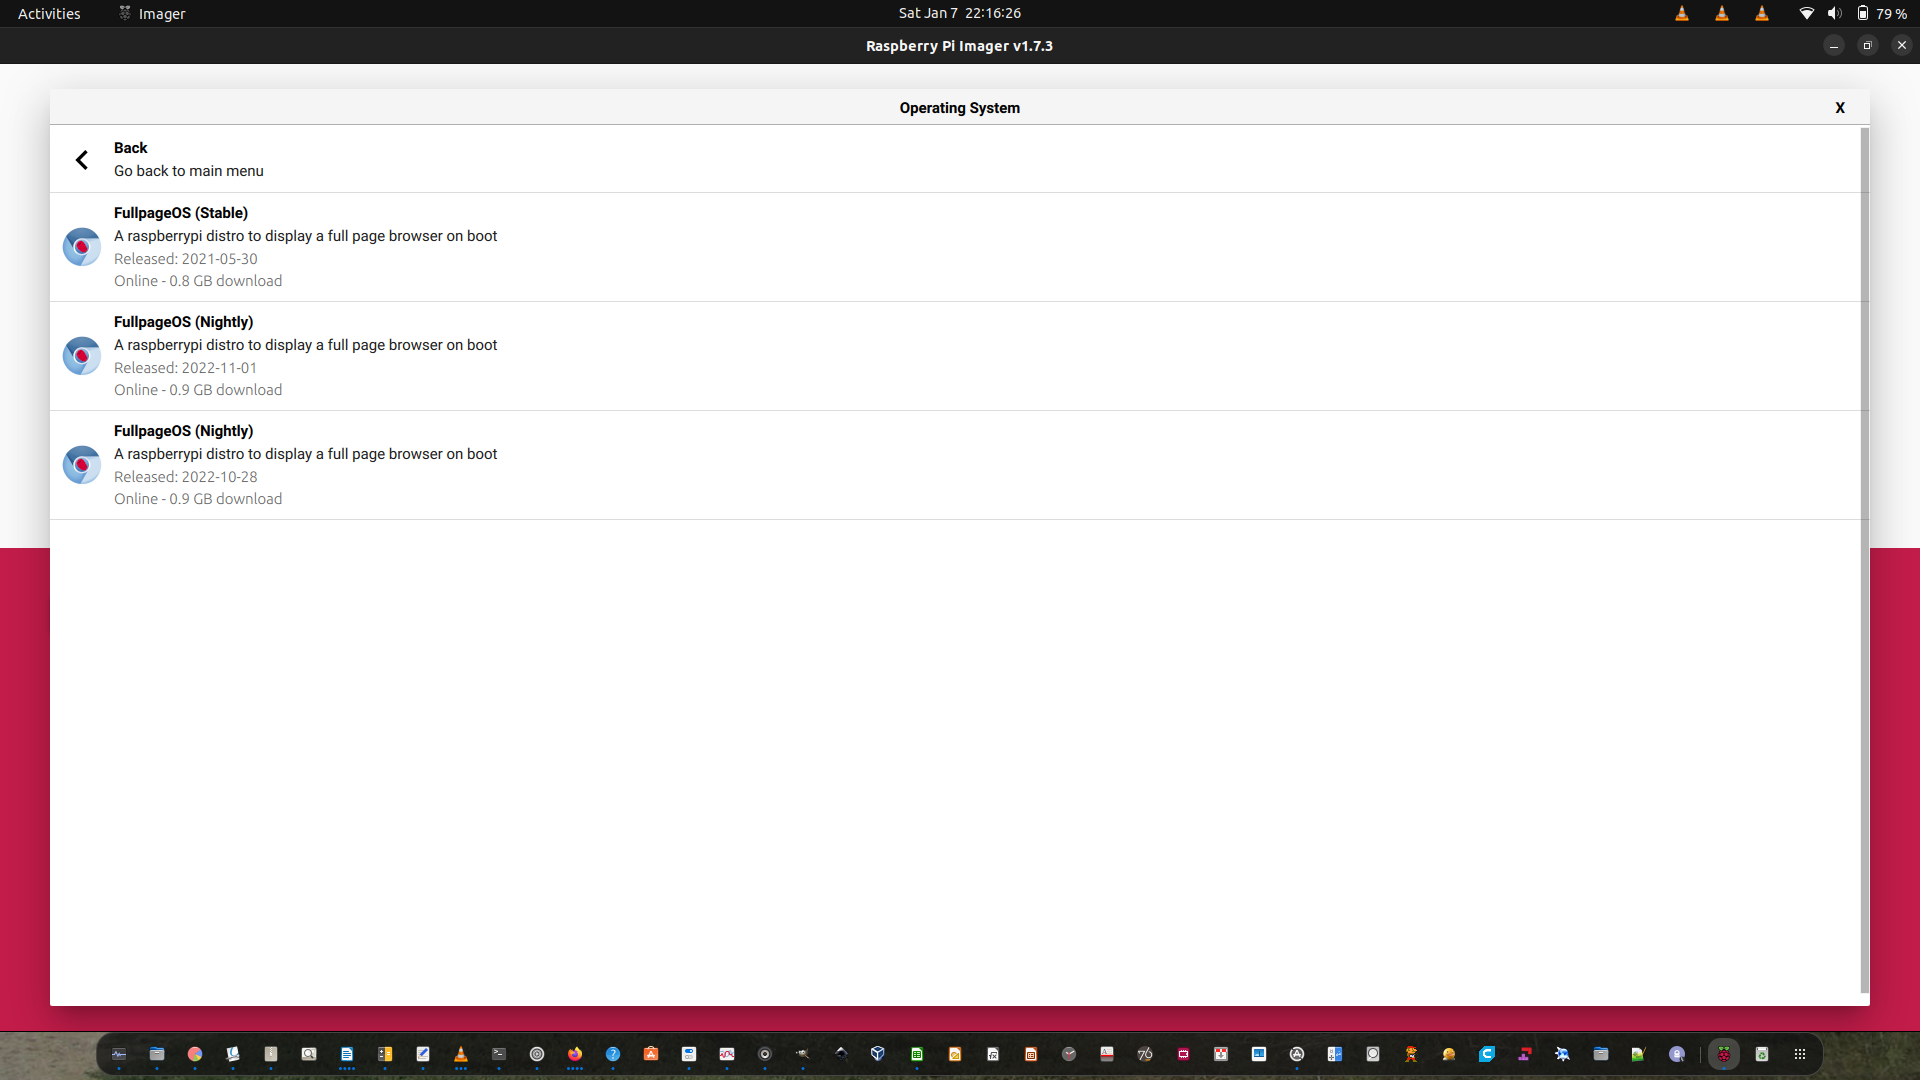 Activities
Imager
Sat Jan 7 22:16:26
79 %
Raspberry Pi Imager v1.7.3
Operating System
X
Back
Go back to main menu
FullpageOS (Stable)
A raspberrypi distro to display a full page browser on boot
Released: 2021-05-30
Online - 0.8 GB download
FullpageOS (Nightly)
A raspberrypi distro to display a full page browser on boot
Released: 2022-11-01
Online - 0.9 GB download
FullpageOS (Nightly)
A raspberrypi distro to display a full page browser on boot
Released: 2022-10-28
Online - 0.9 GB download